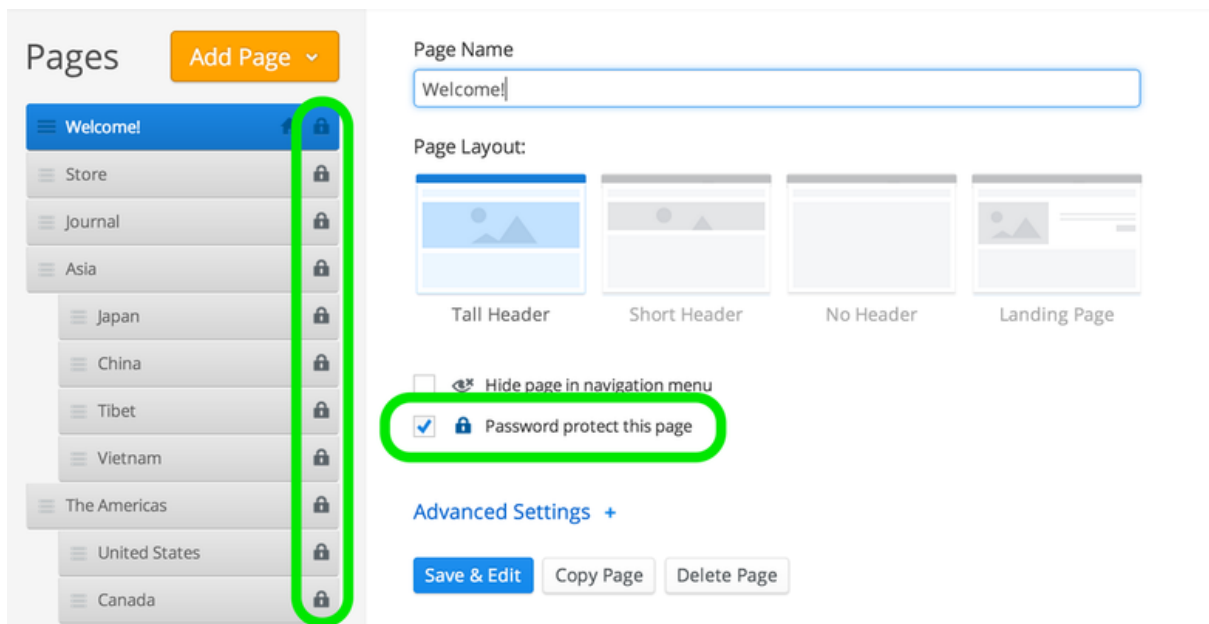 Pages
Add Page
Welcome!
Store
Journal
Asia
Japan
China
Tibet
Vietnam
The Americas
United States
Canada
Page Name
Welcome!
Page Layout:
Tall Header
Short Header
No Header
Landing Page
Hide page in navigation menu
Password protect this page
Advanced Settings +
Save & Edit
Copy Page
Delete Page